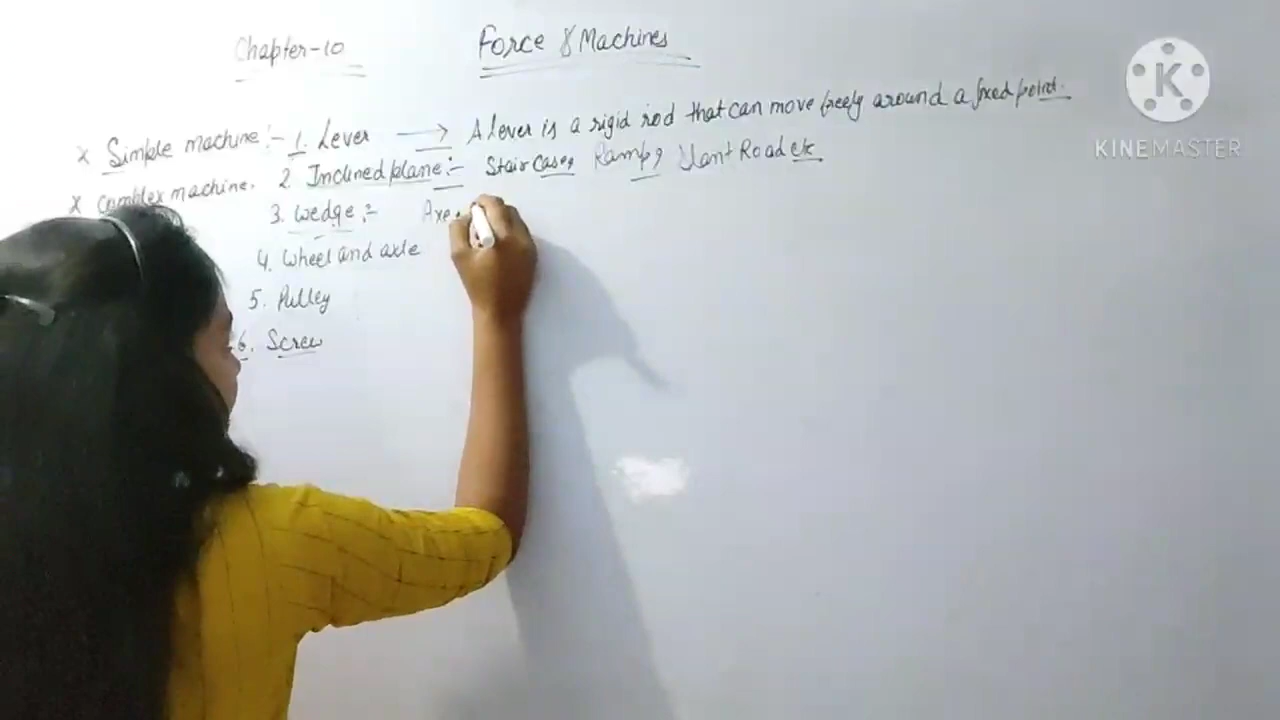 Chapter-10 Force & Machines
x Simple machine :- 1. Lever → A lever is a rigid rod that can move freely around a fixed point.
x Complex machine. 2. Inclined plane :- Stair case, Ramp, Slant Road etc
3. Wedge :- Axe
4. Wheel and axle
5. Pulley
6. Screw
K
KINEMASTER